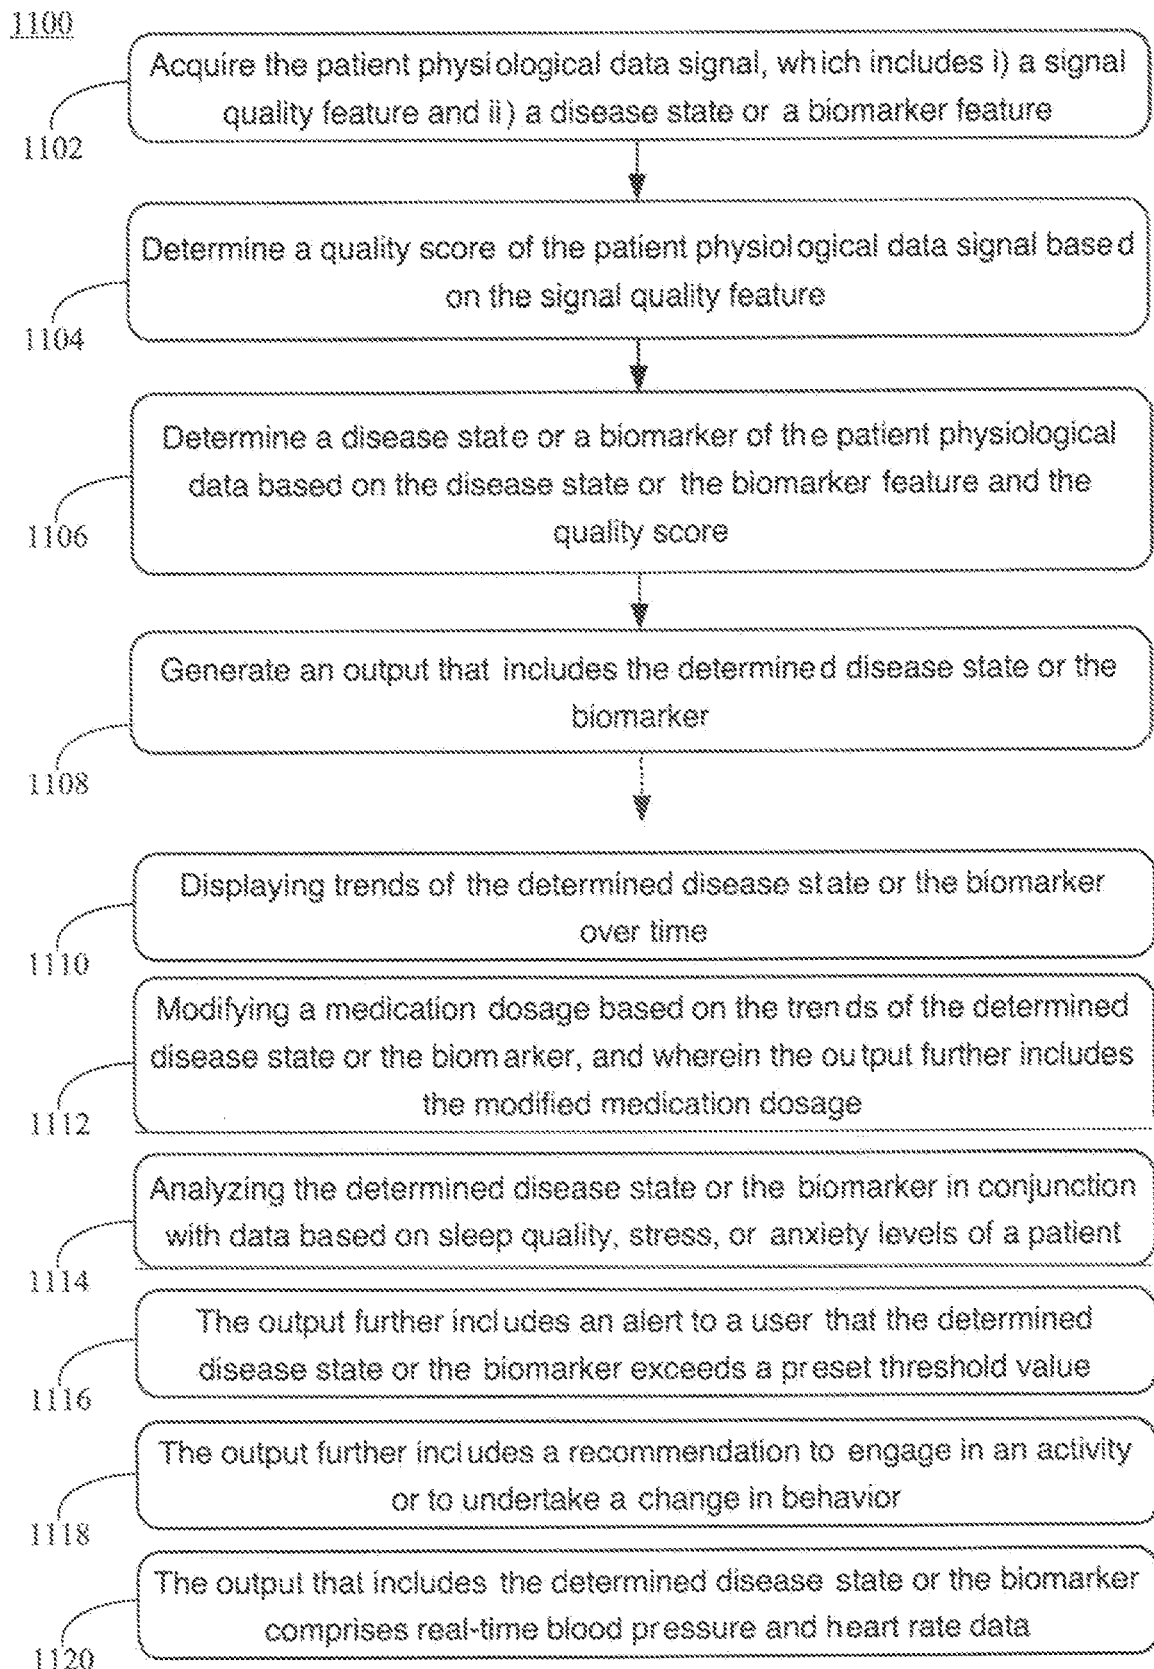 1100
Acquire the patient physiological data signal, which includes i) a signal
quality feature and ii) a disease state or a biomarker feature
1102
Determine a quality score of the patient physiological data signal based
on the signal quality feature
1104
Determine a disease state or a biomarker of the patient physiological
data based on the disease state or the biomarker feature and the
quality score
1106
Generate an output that includes the determined disease state or the
biomarker
1108
Displaying trends of the determined disease state or the biomarker
over time
1110
Modifying a medication dosage based on the trends of the determined
disease state or the biomarker, and wherein the output further includes
the modified medication dosage
1112
Analyzing the determined disease state or the biomarker in conjunction
with data based on sleep quality, stress, or anxiety levels of a patient
1114
The output further includes an alert to a user that the determined
disease state or the biomarker exceeds a preset threshold value
1116
The output further includes a recommendation to engage in an activity
or to undertake a change in behavior
1118
The output that includes the determined disease state or the biomarker
comprises real-time blood pressure and heart rate data
1120